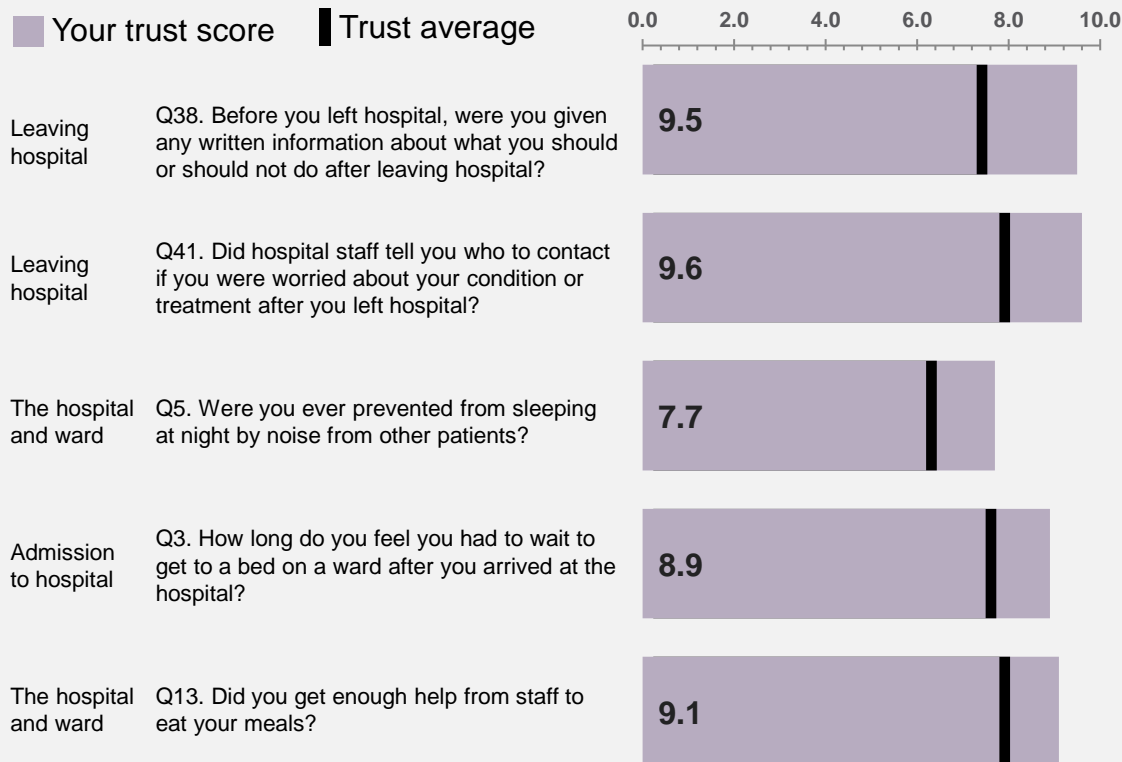 Your trust score
Trust average
0.0 2.0 4.0 6.0 8.0 10.0
Leaving
hospital
Q38. Before you left hospital, were you given
any written information about what you should
or should not do after leaving hospital?
9.5
Leaving
hospital
Q41. Did hospital staff tell you who to contact
if you were worried about your condition or
treatment after you left hospital?
9.6
The hospital
and ward
Q5. Were you ever prevented from sleeping
at night by noise from other patients?
7.7
Admission
to hospital
Q3. How long do you feel you had to wait to
get to a bed on a ward after you arrived at the
hospital?
8.9
The hospital
and ward
Q13. Did you get enough help from staff to
eat your meals?
9.1